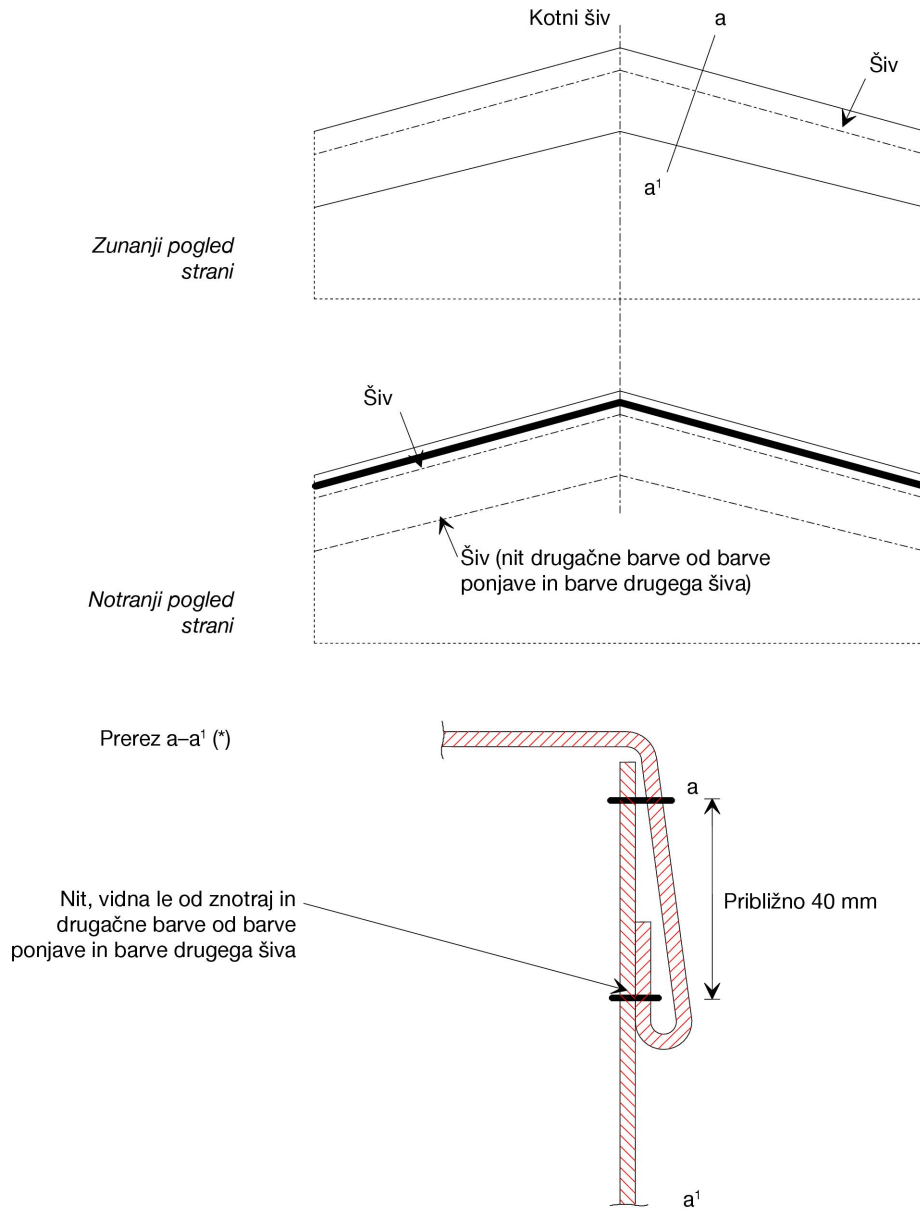 Kotni šiv
a
Šiv
a¹
Zunanji pogled
strani
Šiv
Šiv (nit drugačne barve od barve
ponjave in barve drugega šiva)
Notranji pogled
strani
Prerez a–a¹ (*)
a
Nit, vidna le od znotraj in
drugačne barve od barve
ponjave in barve drugega šiva
Približno 40 mm
a¹